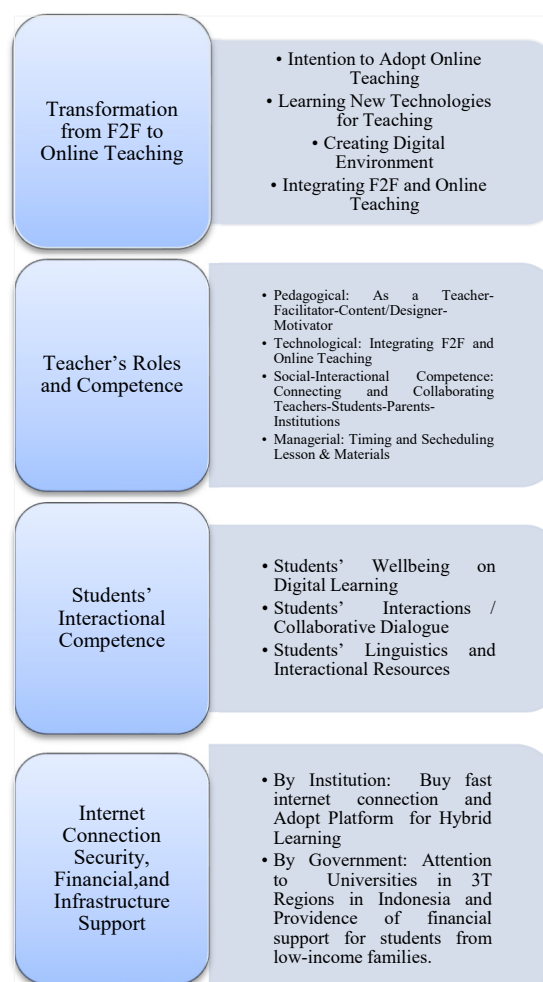 Transformation
from F2F to
Online Teaching
• Intention to Adopt Online
Teaching
• Learning New Technologies
for Teaching
• Creating Digital
Environment
• Integrating F2F and Online
Teaching
Teacher's Roles
and Competence
• Pedagogical: As a Teacher-
Facilitator-Content/Designer-
Motivator
• Technological: Integrating F2F and
Online Teaching
• Social-Interactional Competence:
Connecting and Collaborating
Teachers-Students-Parents-
Institutions
• Managerial: Timing and Secheduling
Lesson & Materials
Students'
Interactional
Competence
• Students' Wellbeing on
Digital Learning
• Students' Interactions /
Collaborative Dialogue
• Students' Linguistics and
Interactional Resources
Internet
Connection
Security,
Financial,and
Infrastructure
Support
• By Institution: Buy fast
internet connection and
Adopt Platform for Hybrid
Learning
• By Government: Attention
to Universities in 3T
Regions in Indonesia and
Providence of financial
support for students from
low-income families.